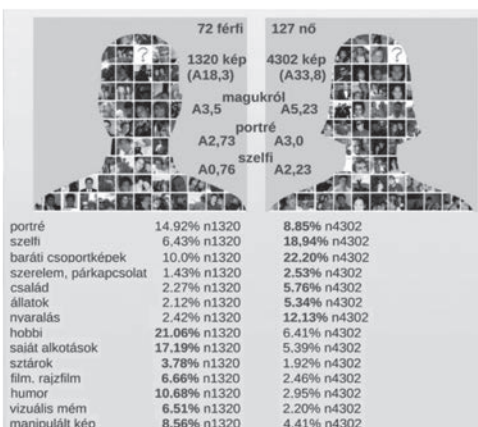 72 férfi 127 nő
? ?
1320 kép 4302 kép
(A18,3) (A33,8)
magukról
A3,5 A5,23
portré
A2,73 A3,0
szelfi
A0,76 A2,23
portré 14.92% n1320 8.85% n4302
szelfi 6,43% n1320 18,94% n4302
baráti csoportképek 10.0% n1320 22.20% n4302
szerelem, párkapcsolat 1.43% n1320 2.53% n4302
család 2.27% n1320 5.76% n4302
állatok 2.12% n1320 5.34% n4302
nyaralás 2.42% n1320 12,13% n4302
hobbi 21.06% n1320 6.41% n4302
saját alkotások 17,19% n1320 5.39% n4302
sztárok 3.78% n1320 1.92% n4302
film. rajzfilm 6.66% n1320 2.46% n4302
humor 10.68% n1320 2.95% n4302
vizuális mém 6.51% n1320 2.20% n4302
manipulált kép 8.56% n1320 4.41% n4302